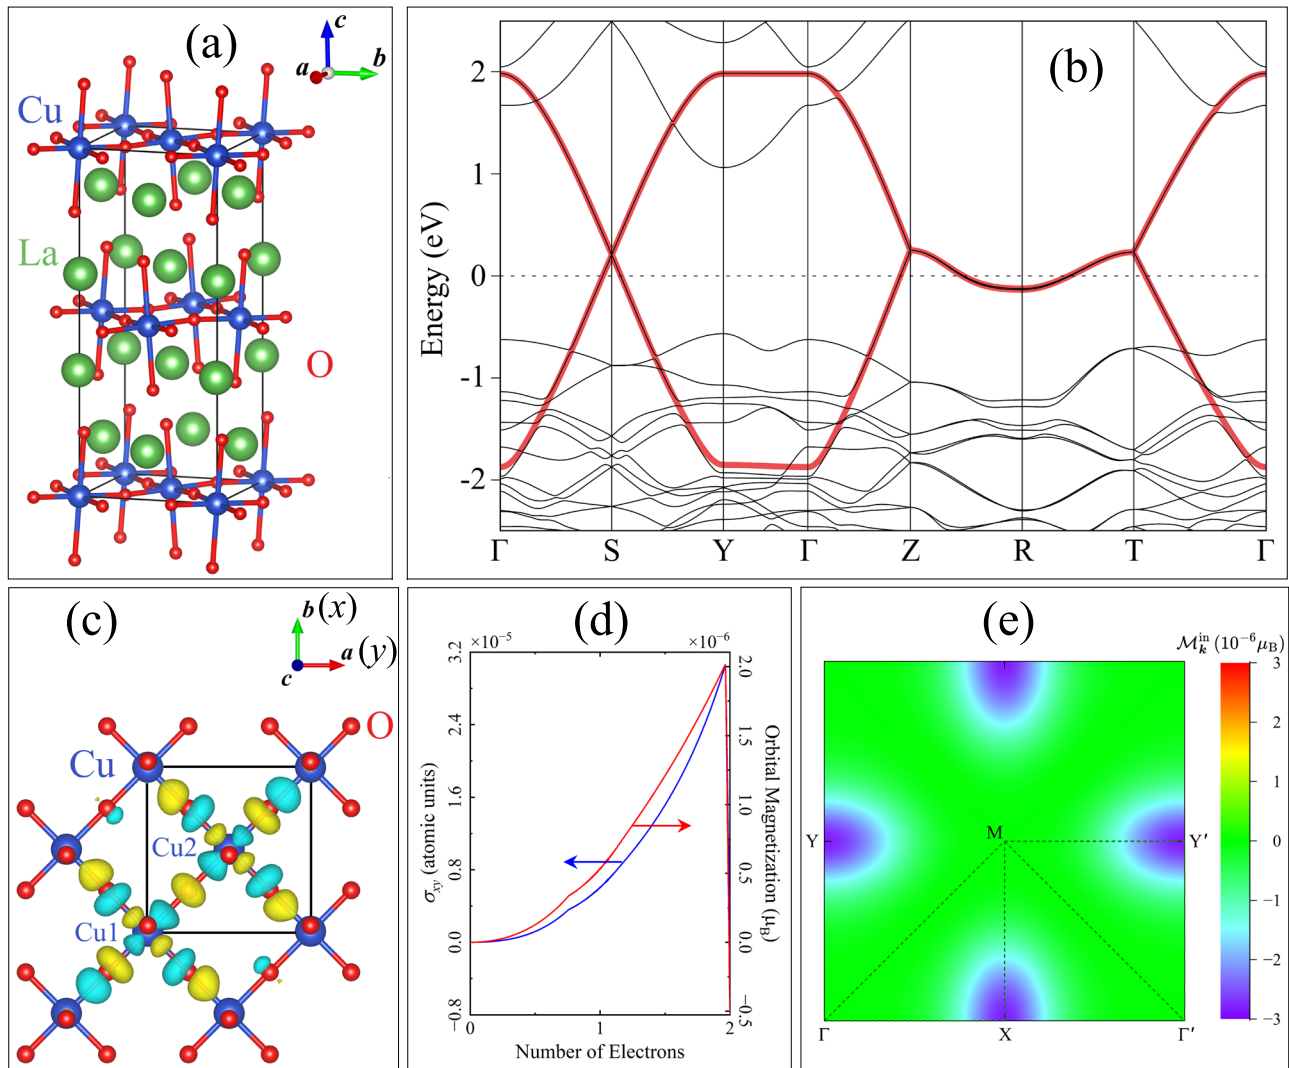 (a)
c
b
a
Cu
La
O
(b)
Energy (eV)
2
1
0
-1
-2
Γ S Y Γ Z R T Γ
(c)
b (x)
a (y)
c
O
Cu
Cu2
Cu1
(d)
×10⁻⁵ ×10⁻⁶
σxy (atomic units)
3.2
2.4
1.6
0.8
0.0
−0.8
2.0
1.5
1.0
0.5
0.0
−0.5
Orbital Magnetization (μB)
0 1 2
Number of Electrons
(e)
ℳₖⁱⁿ (10⁻⁶μB)
3
2
1
0
−1
−2
−3
Y M Y′
Γ X Γ′